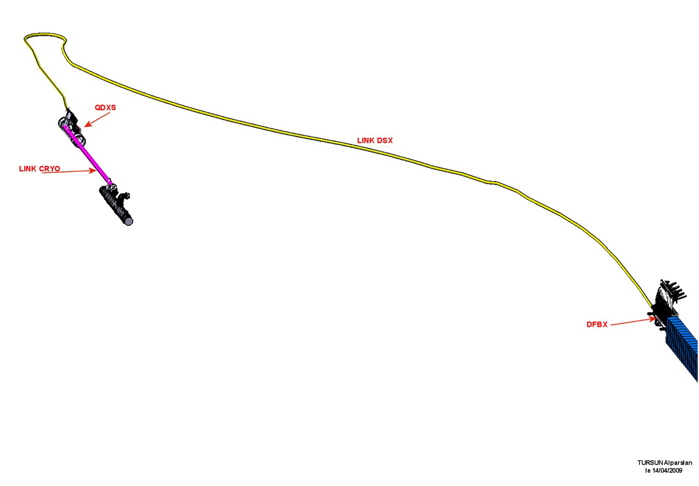 QDXS
LINK DSX
LINK CRYO
DFBX
TURSUN Alparslan
le 14/04/2009